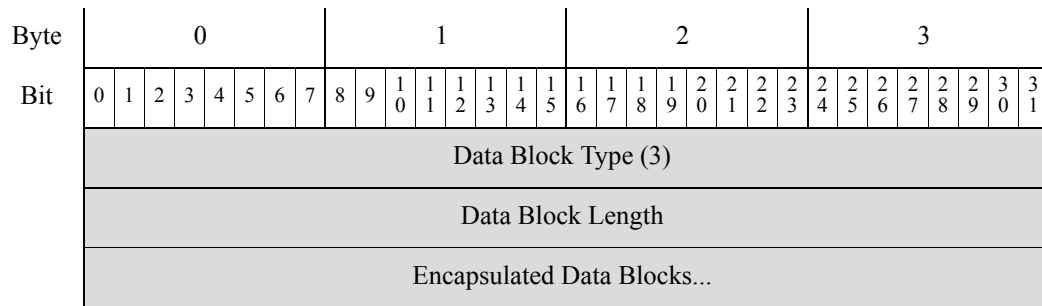 Byte 0 1 2 3
Bit 0 1 2 3 4 5 6 7 8 9 10 11 12 13 14 15 16 17 18 19 20 21 22 23 24 25 26 27 28 29 30 31
Data Block Type (3)
Data Block Length
Encapsulated Data Blocks...